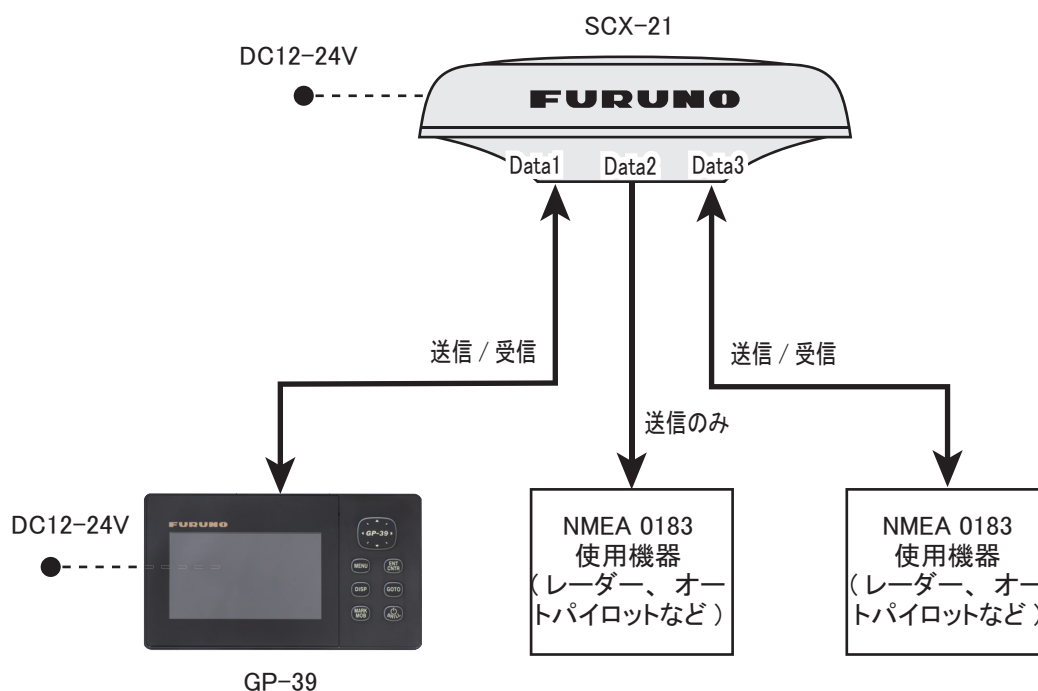 SCX-21
DC12-24V
FURUNO
Data1
Data2
Data3
送信 / 受信
送信 / 受信
送信のみ
DC12-24V
FURUNO
GP-39
MENU
ENT
CNTR
DISP
GOTO
MARK
MOB
NMEA 0183
使用機器
( レーダー、オー
トパイロットなど )
NMEA 0183
使用機器
( レーダー、オー
トパイロットなど )
GP-39